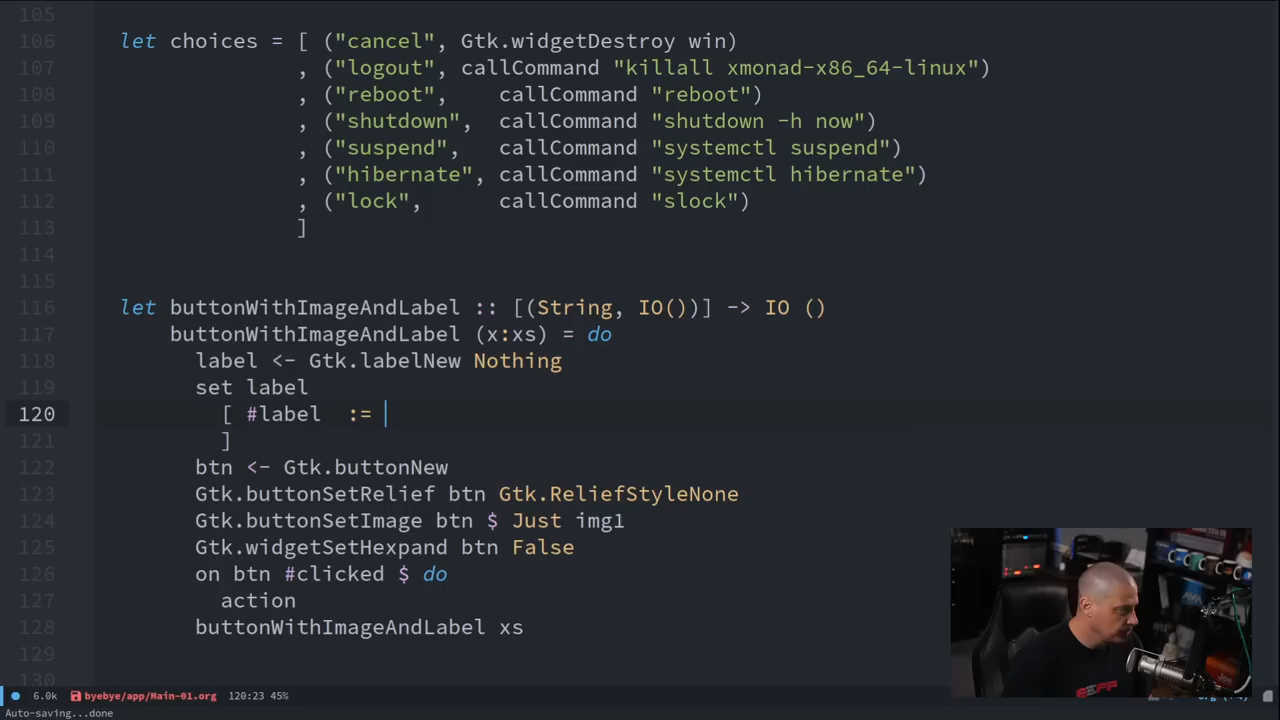 105
106 let choices = [ ("cancel", Gtk.widgetDestroy win)
107 , ("logout", callCommand "killall xmonad-x86_64-linux")
108 , ("reboot", callCommand "reboot")
109 , ("shutdown", callCommand "shutdown -h now")
110 , ("suspend", callCommand "systemctl suspend")
111 , ("hibernate", callCommand "systemctl hibernate")
112 , ("lock", callCommand "slock")
113 ]
114
115
116 let buttonWithImageAndLabel :: [(String, IO())] -> IO ()
117 buttonWithImageAndLabel (x:xs) = do
118 label <- Gtk.labelNew Nothing
119 set label
120 [ #label :=
121 ]
122 btn <- Gtk.buttonNew
123 Gtk.buttonSetRelief btn Gtk.ReliefStyleNone
124 Gtk.buttonSetImage btn $ Just img1
125 Gtk.widgetSetHexpand btn False
126 on btn #clicked $ do
127 action
128 buttonWithImageAndLabel xs
129
130
6.0k byebye/app/Main-01.org 120:23 45%
Auto-saving...done